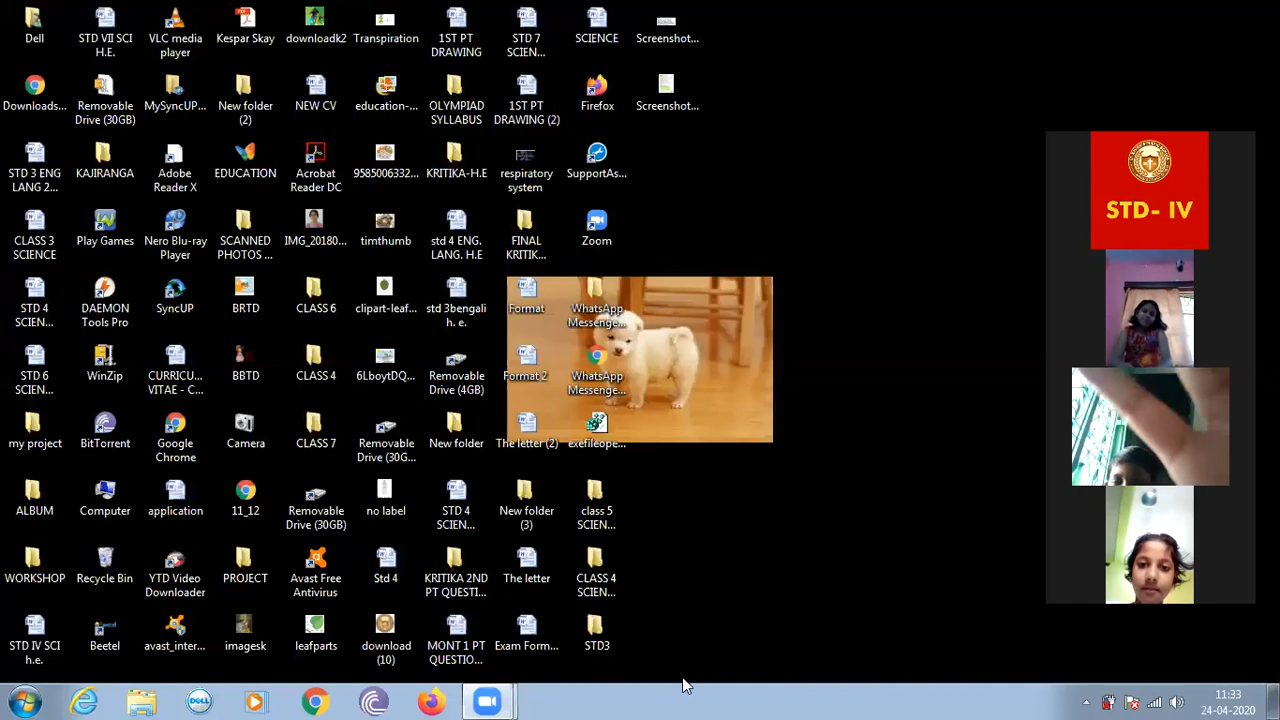 Dell
STD VII SCI
H.E.
VLC media
player
Kespar Skay
downloadk2
Transpiration
1ST PT
DRAWING
STD 7
SCIEN...
SCIENCE
Screenshot...
Downloads...
Removable
Drive (30GB)
MySyncUP...
New folder
(2)
NEW CV
education-...
OLYMPIAD
SYLLABUS
1ST PT
DRAWING (2)
Firefox
Screenshot...
STD 3 ENG
LANG 2...
KAJIRANGA
Adobe
Reader X
EDUCATION
Acrobat
Reader DC
9585006332...
KRITIKA-H.E
respiratory
system
SupportAs...
CLASS 3
SCIENCE
Play Games
Nero Blu-ray
Player
SCANNED
PHOTOS ...
IMG_20180...
timthumb
std 4 ENG.
LANG. H.E
FINAL
KRITIK...
Zoom
STD 4
SCIEN...
DAEMON
Tools Pro
SyncUP
BRTD
CLASS 6
clipart-leaf...
std 3bengali
h. e.
Format
WhatsApp
Messenge...
STD 6
SCIEN...
WinZip
CURRICU...
VITAE - C...
BBTD
CLASS 4
6LboytDQ...
Removable
Drive (4GB)
Format 2
WhatsApp
Messenge...
my project
BitTorrent
Google
Chrome
Camera
CLASS 7
Removable
Drive (30G...
New folder
The letter (2)
exefileope...
ALBUM
Computer
application
11_12
Removable
Drive (30GB)
no label
STD 4
SCIEN...
New folder
(3)
class 5
SCIEN...
WORKSHOP
Recycle Bin
YTD Video
Downloader
PROJECT
Avast Free
Antivirus
Std 4
KRITIKA 2ND
PT QUESTI...
The letter
CLASS 4
SCIEN...
STD IV SCI
h.e.
Beetel
avast_inter...
imagesk
leafparts
download
(10)
MONT 1 PT
QUESTIO...
Exam Form...
STD3
STD- IV
DELL
11:33
24-04-2020